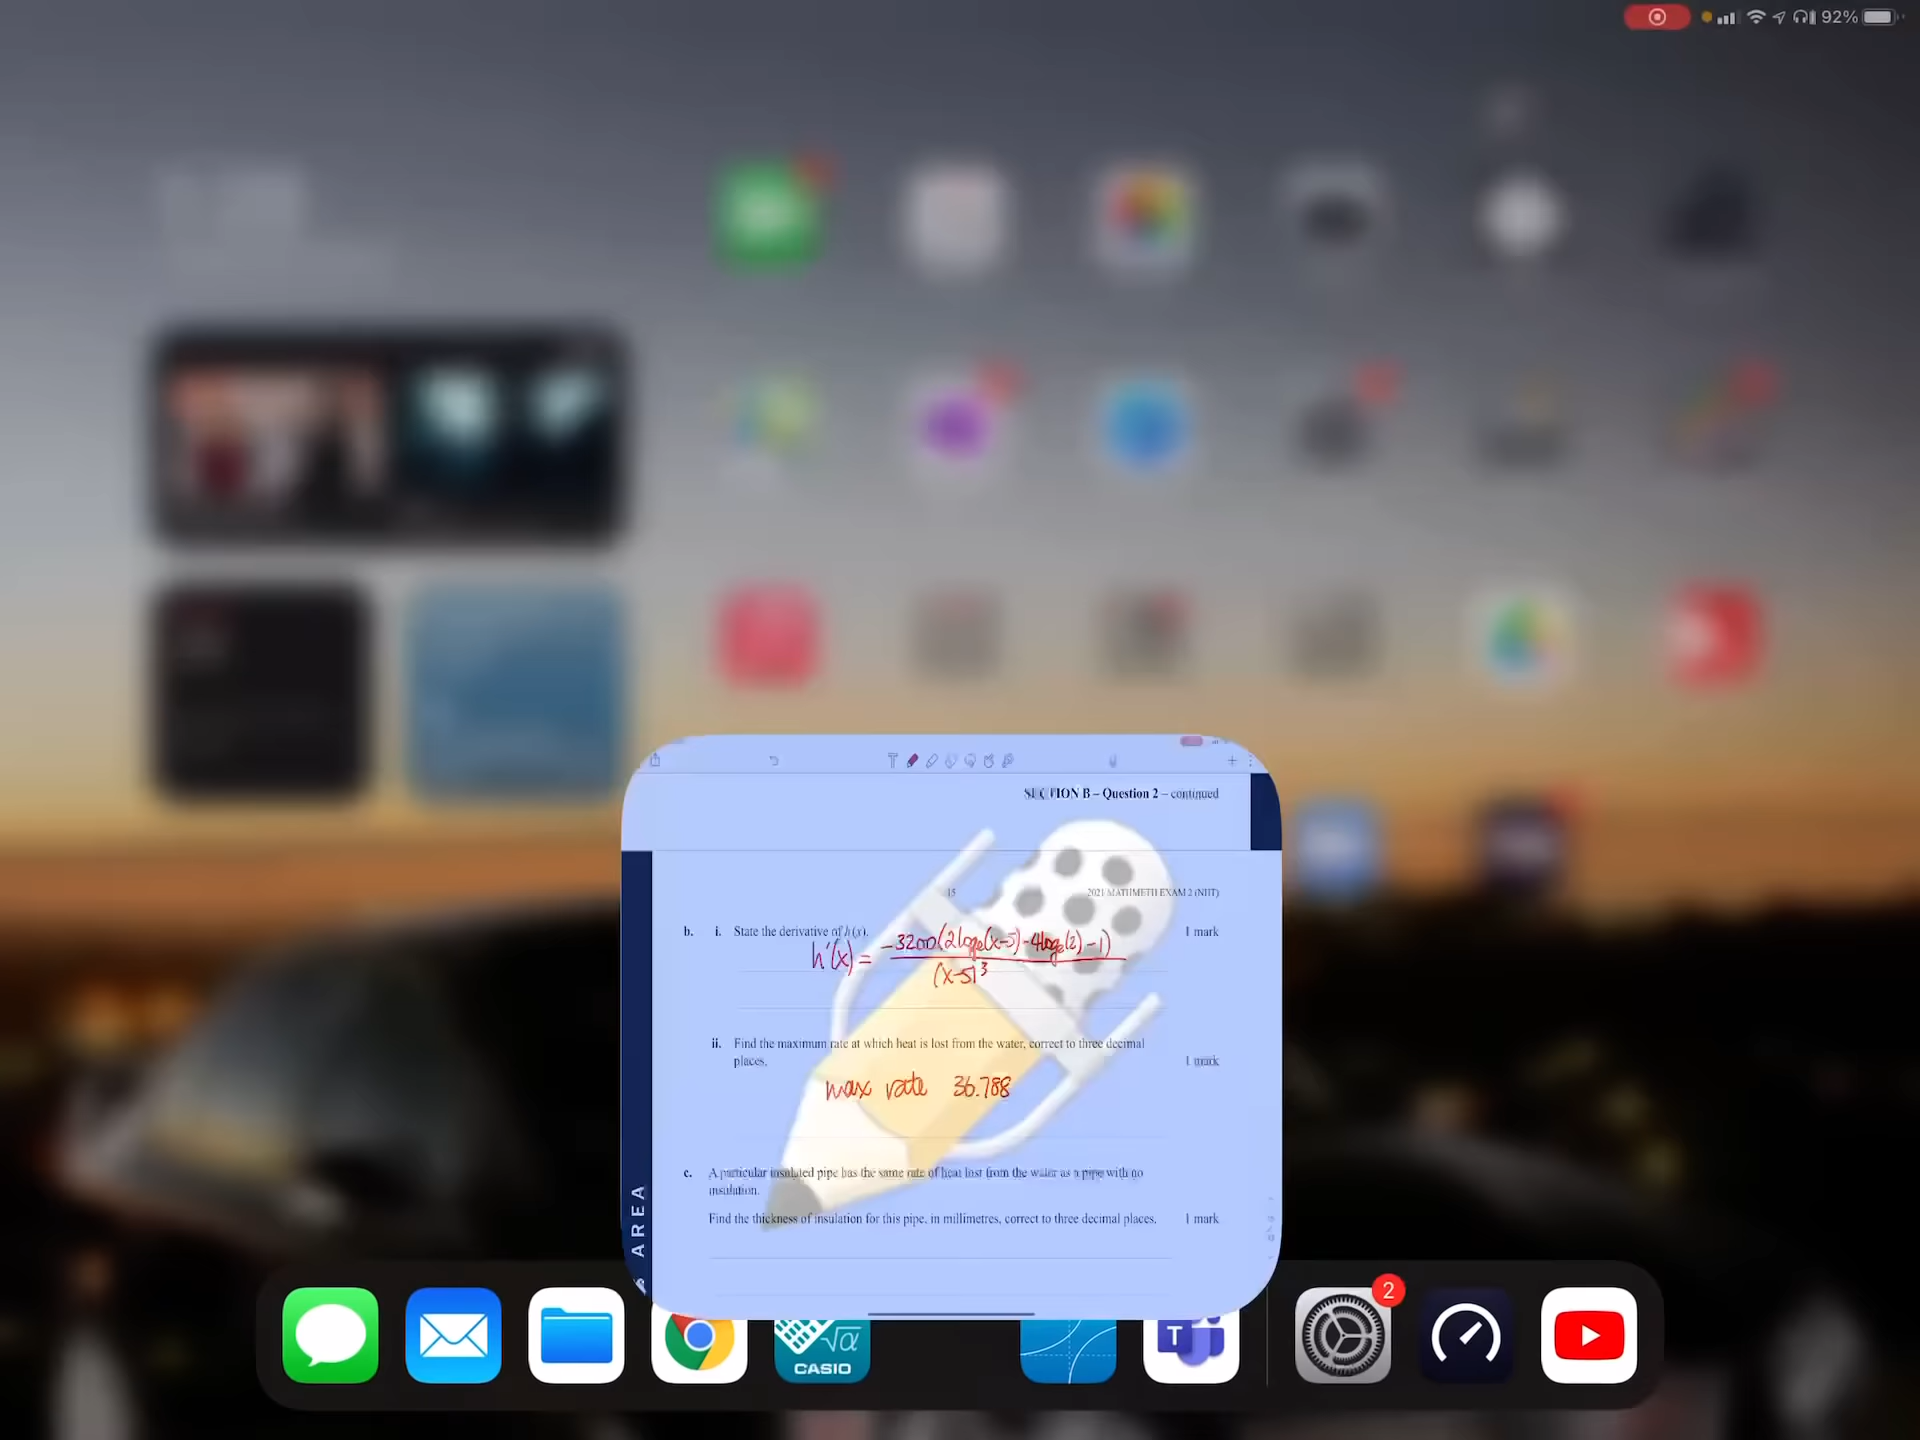 92%
SECTION B – Question 2 – continued
15 2021 MATHMETH EXAM 2 (NHT)
b. i. State the derivative of h(x). 1 mark
h'(x) = -3200(2loge(x-5)-4loge(2)-1)
(x-5)³
ii. Find the maximum rate at which heat is lost from the water, correct to three decimal
places. 1 mark
max rate 36.788
c. A particular insulated pipe has the same rate of heat lost from the water as a pipe with no
insulation.
Find the thickness of insulation for this pipe, in millimetres, correct to three decimal places. 1 mark
AREA
2
√α
CASIO
T